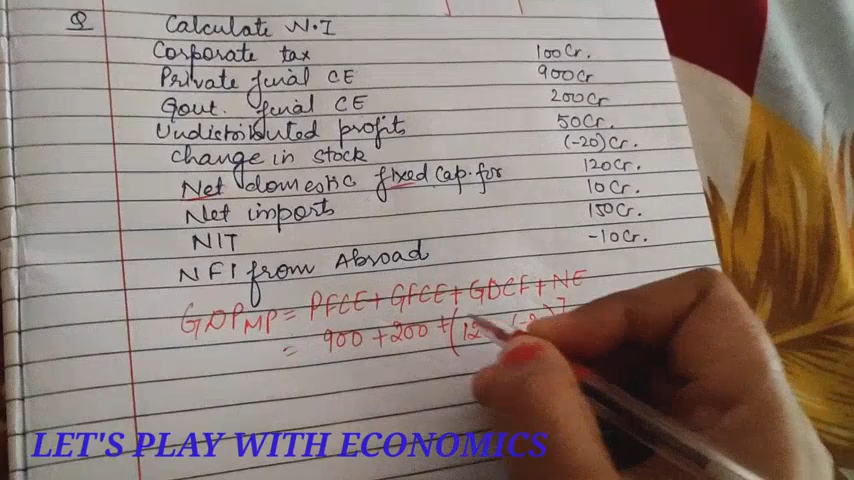 Q Calculate N.I
Corporate tax 100Cr.
Private final CE 900Cr
Govt. final CE 200Cr
Undistributed profits 50Cr.
Change in stock (-20)Cr.
Net domestic fixed cap. for 120Cr.
Net imports 10Cr.
NIT 150Cr.
NFI from Abroad -10Cr.
GDPMP = PFCE + GFCE + GDCF + NE
= 900 + 200 + (12
LET'S PLAY WITH ECONOMICS